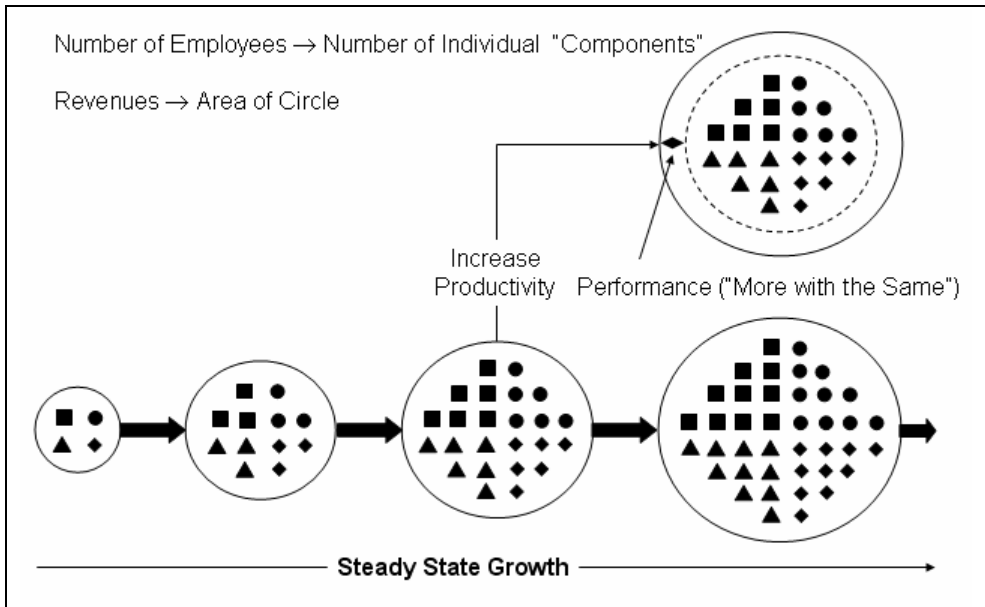 Number of Employees → Number of Individual "Components"
Revenues → Area of Circle
Increase
Productivity
Performance ("More with the Same")
Steady State Growth